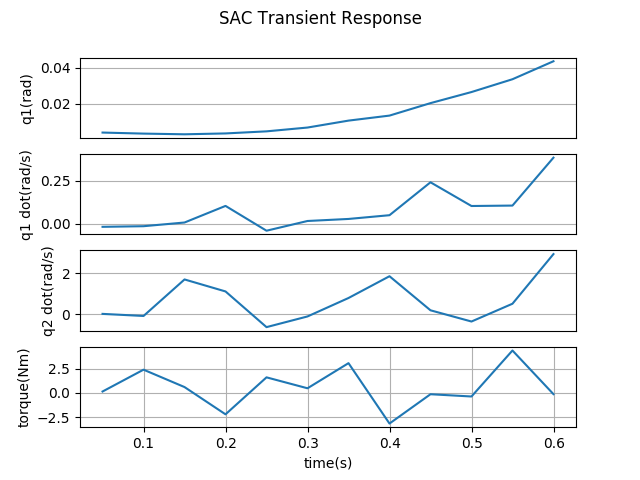 SAC Transient Response
q1(rad)
0.04
0.02
q1 dot(rad/s)
0.25
0.00
q2 dot(rad/s)
2
0
torque(Nm)
2.5
0.0
−2.5
0.1 0.2 0.3 0.4 0.5 0.6
time(s)